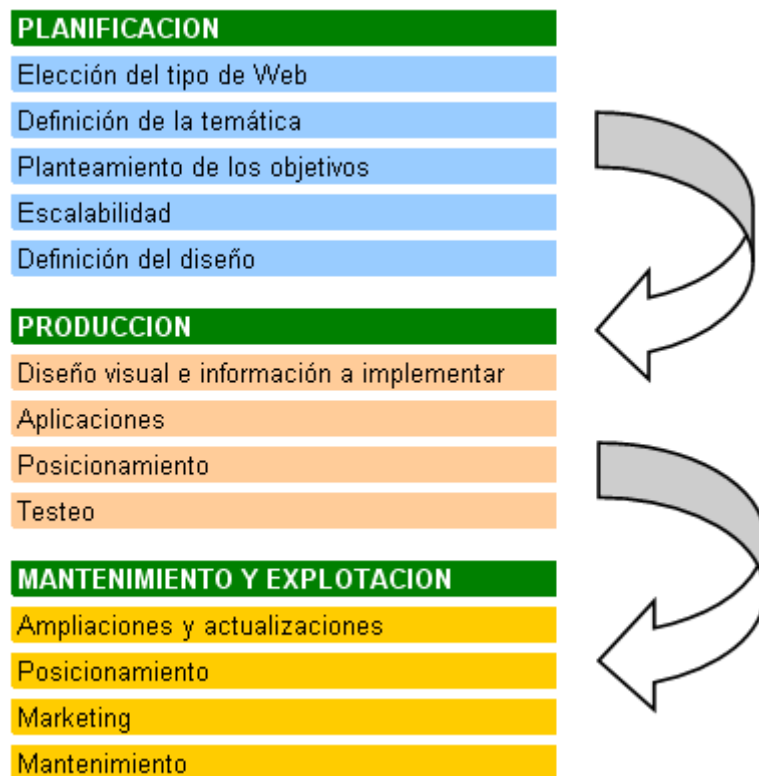 PLANIFICACION
Elección del tipo de Web
Definición de la temática
Planteamiento de los objetivos
Escalabilidad
Definición del diseño
PRODUCCION
Diseño visual e información a implementar
Aplicaciones
Posicionamiento
Testeo
MANTENIMIENTO Y EXPLOTACION
Ampliaciones y actualizaciones
Posicionamiento
Marketing
Mantenimiento